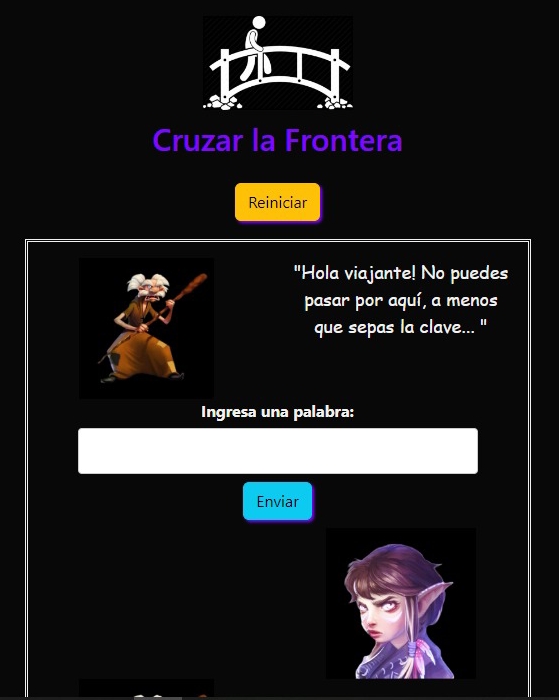 Cruzar la Frontera
Reiniciar
"Hola viajante! No puedes
pasar por aquí, a menos
que sepas la clave... "
Ingresa una palabra:
Enviar